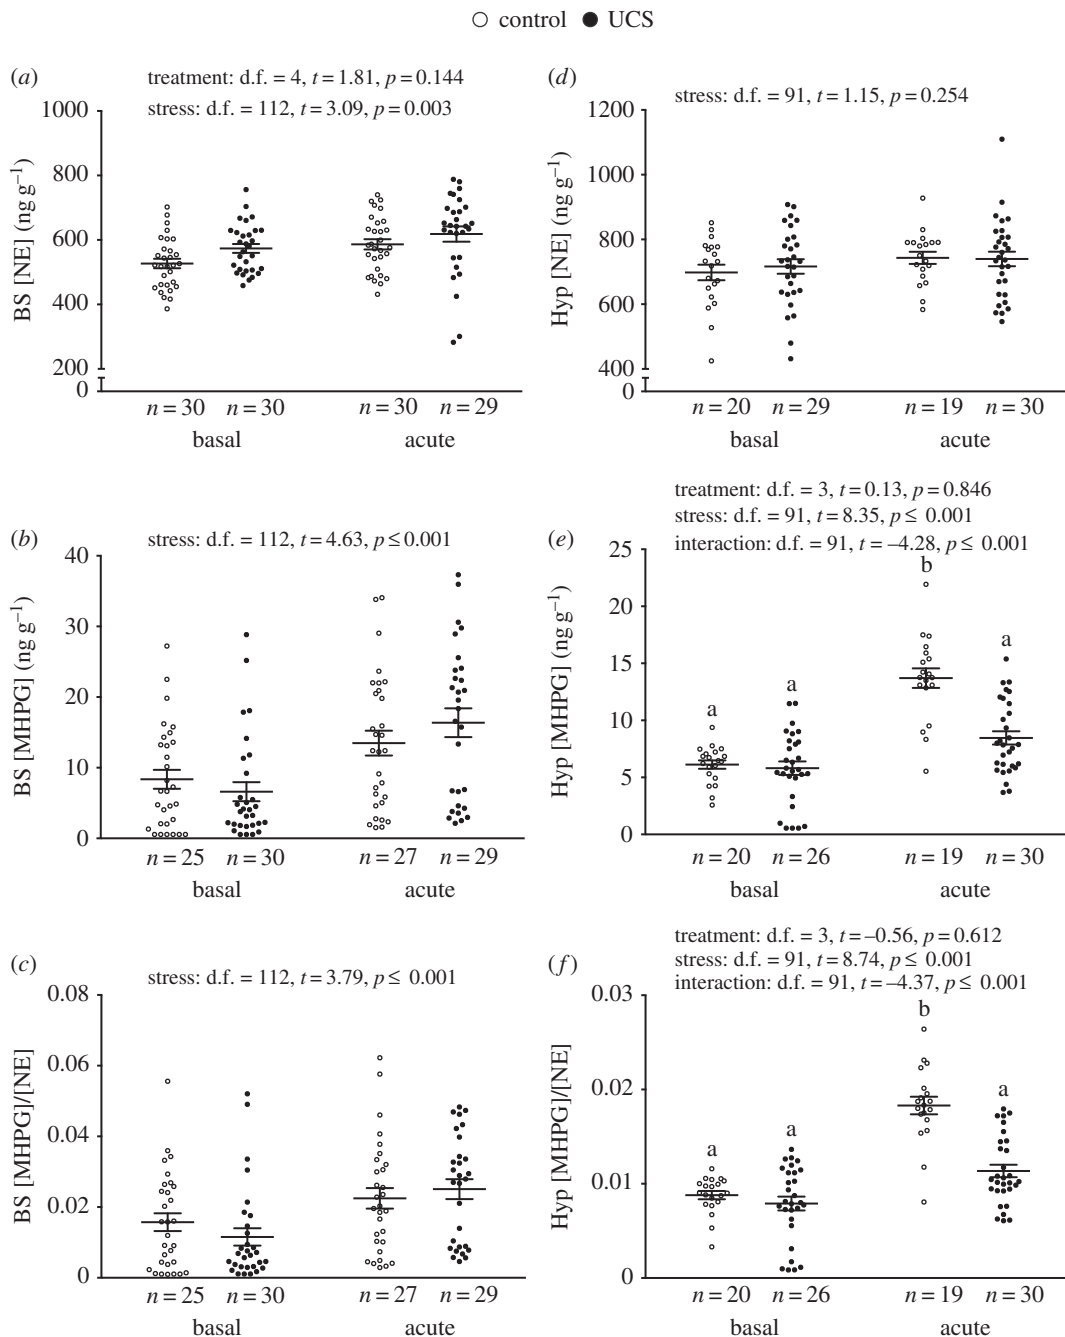 ○ control ● UCS
(a)
treatment: d.f. = 4, t = 1.81, p = 0.144
stress: d.f. = 112, t = 3.09, p = 0.003
1000
800
600
400
200
0
BS [NE] (ng g⁻¹)
n = 30 n = 30 n = 30 n = 29
basal acute
(d)
stress: d.f. = 91, t = 1.15, p = 0.254
1200
1000
800
600
400
0
Hyp [NE] (ng g⁻¹)
n = 20 n = 29 n = 19 n = 30
basal acute
(b)
stress: d.f. = 112, t = 4.63, p ≤ 0.001
40
30
20
10
0
BS [MHPG] (ng g⁻¹)
n = 25 n = 30 n = 27 n = 29
basal acute
treatment: d.f. = 3, t = 0.13, p = 0.846
stress: d.f. = 91, t = 8.35, p ≤ 0.001
(e)
interaction: d.f. = 91, t = –4.28, p ≤ 0.001
25
20
15
10
5
0
Hyp [MHPG] (ng g⁻¹)
a a b a
n = 20 n = 26 n = 19 n = 30
basal acute
(c)
stress: d.f. = 112, t = 3.79, p ≤ 0.001
0.08
0.06
0.04
0.02
0
BS [MHPG]/[NE]
n = 25 n = 30 n = 27 n = 29
basal acute
treatment: d.f. = 3, t = –0.56, p = 0.612
(f)
stress: d.f. = 91, t = 8.74, p ≤ 0.001
interaction: d.f. = 91, t = –4.37, p ≤ 0.001
0.03
0.02
0.01
0
Hyp [MHPG]/[NE]
a a b a
n = 20 n = 26 n = 19 n = 30
basal acute